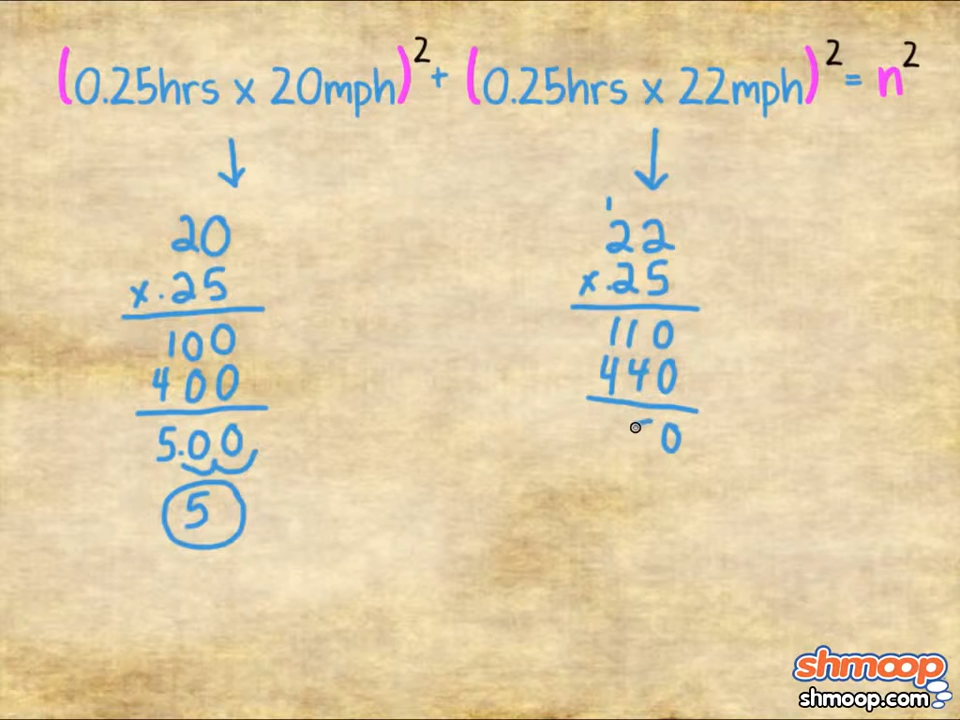 (0.25hrs x 20mph)² + (0.25hrs x 22mph)² = n²
20
x .25
100
400
5.00
5
1
22
x .25
110
440
0
shmoop
shmoop.com